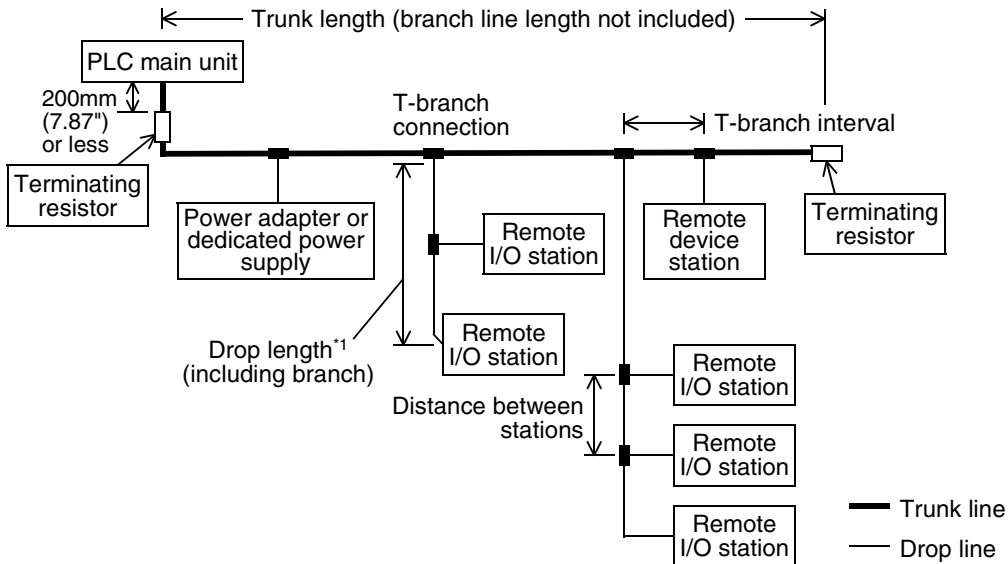 Trunk length (branch line length not included)
PLC main unit
200mm
(7.87")
or less
T-branch
connection
T-branch interval
Terminating
resistor
Power adapter or
dedicated power
supply
Remote
I/O station
Remote
device
station
Terminating
resistor
Drop length*1
(including branch)
Remote
I/O station
Distance between
stations
Remote
I/O station
Remote
I/O station
Remote
I/O station
Trunk line
Drop line